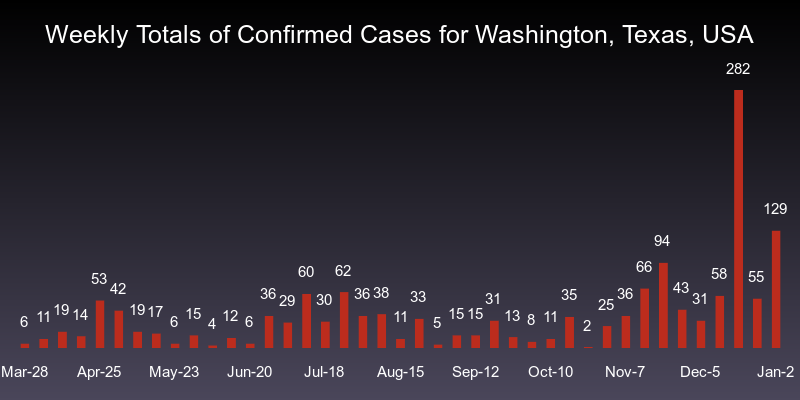 Weekly Totals of Confirmed Cases for Washington, Texas, USA
6 11 19 14 53 42 19 17 6 15 4 12 6 36 29 60 30 62 36 38 11 33 5 15 15 31 13 8 11 35 2 25 36 66 94 43 31 58 282 55 129
Mar-28 Apr-25 May-23 Jun-20 Jul-18 Aug-15 Sep-12 Oct-10 Nov-7 Dec-5 Jan-2